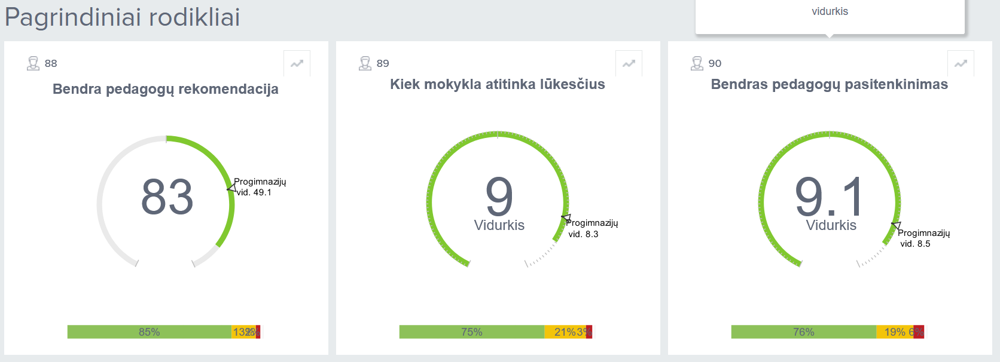 Pagrindiniai rodikliai
vidurkis
88
Bendra pedagogų rekomendacija
83
Progimnazijų
vid. 49.1
85% 13% 2%
89
Kiek mokykla atitinka lūkesčius
9
Vidurkis
Progimnazijų
vid. 8.3
75% 21% 3%
90
Bendras pedagogų pasitenkinimas
9.1
Vidurkis
Progimnazijų
vid. 8.5
76% 19% 6%